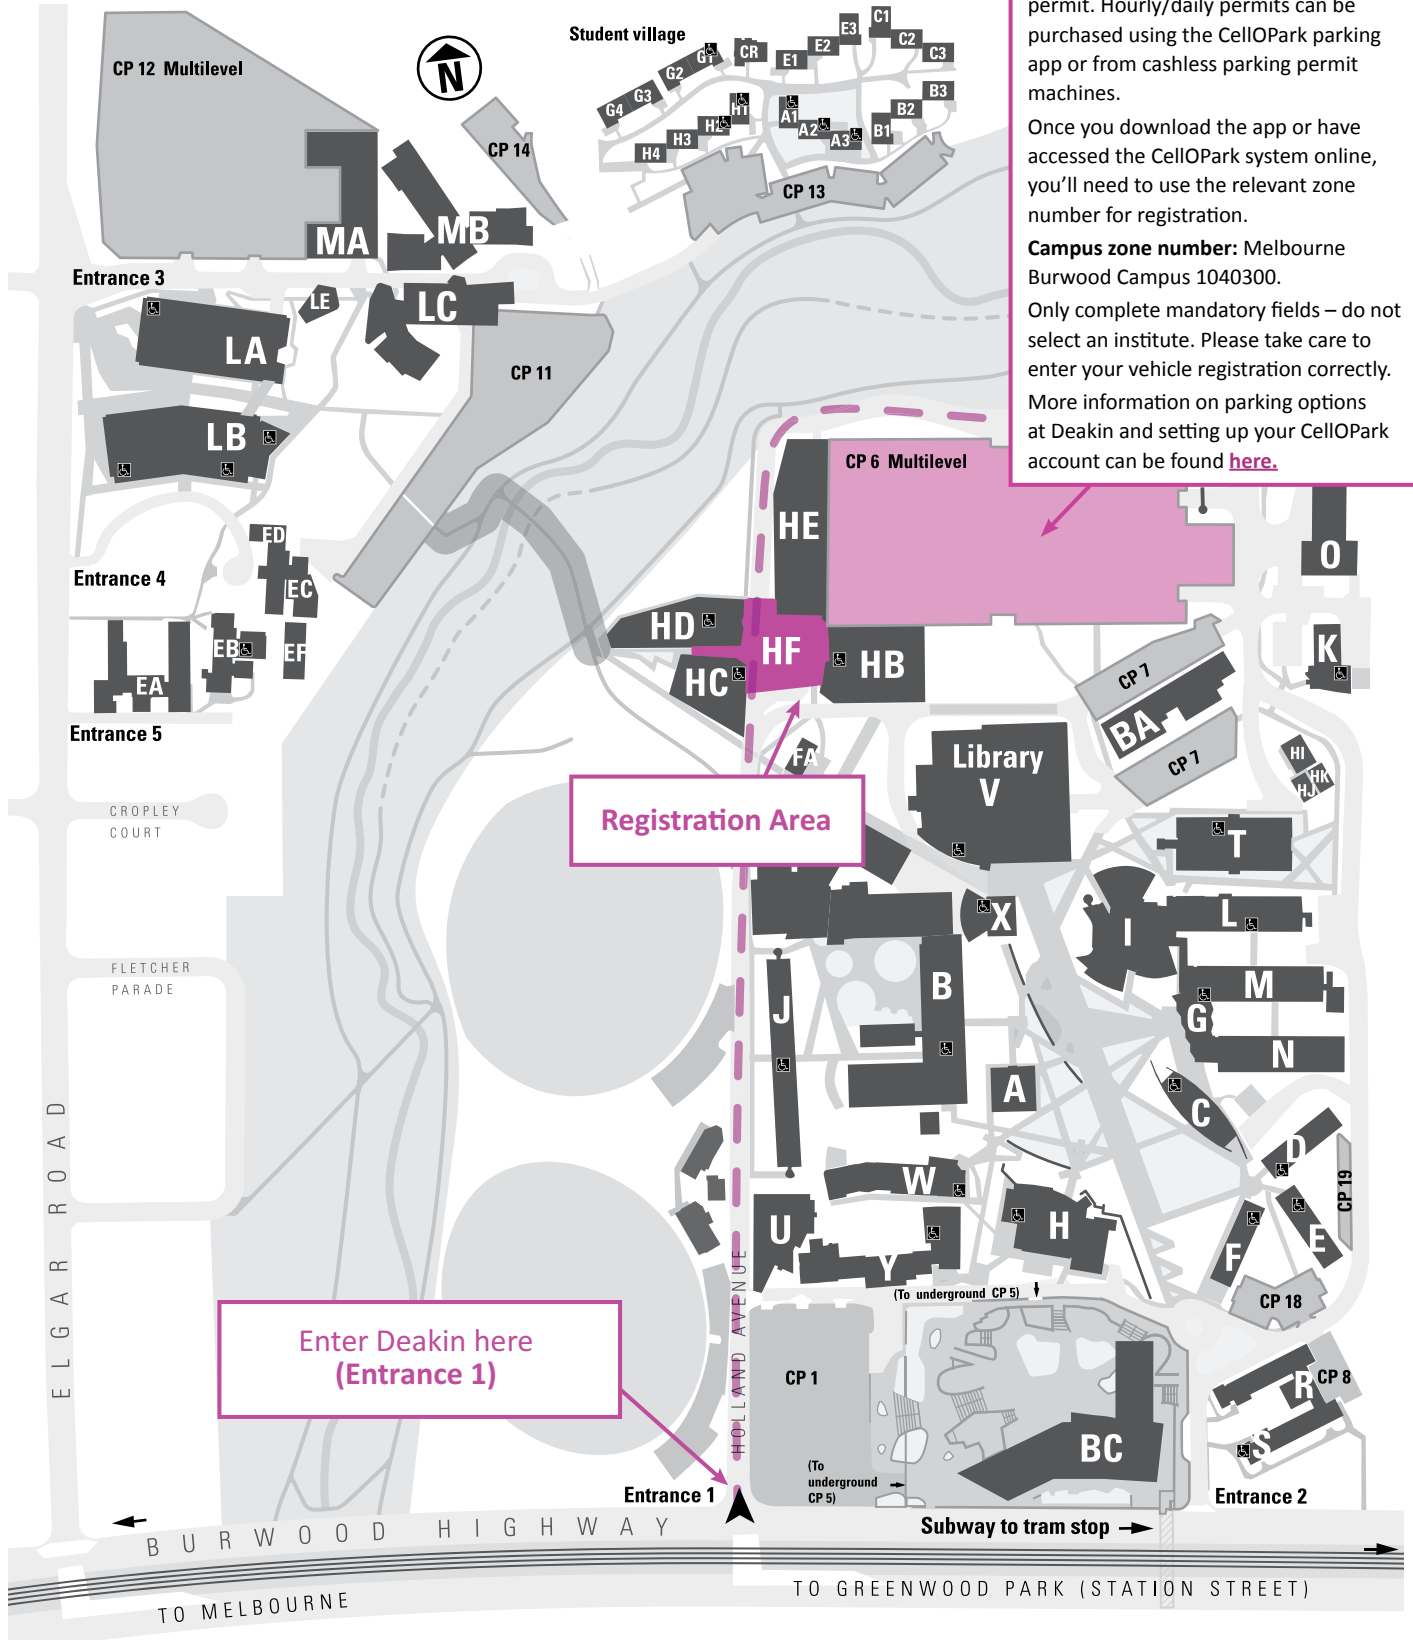 permit. Hourly/daily permits can be
purchased using the CellOPark parking
app or from cashless parking permit
machines.
Once you download the app or have
accessed the CellOPark system online,
you'll need to use the relevant zone
number for registration.
Campus zone number: Melbourne
Burwood Campus 1040300.
Only complete mandatory fields – do not
select an institute. Please take care to
enter your vehicle registration correctly.
More information on parking options
at Deakin and setting up your CellOPark
account can be found here.
Student village
CP 12 Multilevel
N
CP 14
G4
G3
G2
G1
CR
E1
E2
E3
C1
C2
C3
B3
B2
B1
A1
A2
A3
H1
H2
H3
H4
CP 13
MA
MB
Entrance 3
LE
LC
LA
LB
CP 11
CP 6 Multilevel
HE
O
ED
EC
Entrance 4
EB
EF
EA
HD
HF
HC
HB
K
CP 7
BA
CP 7
Entrance 5
FA
Library
V
HI
HK
HJ
Registration Area
CROPLEY
COURT
T
X
I
L
FLETCHER
PARADE
J
B
M
G
N
A
C
D
CP 19
W
H
E
F
U
Y
ELGAR ROAD
HOLLAND AVENUE
(To underground CP 5)
CP 18
Enter Deakin here
(Entrance 1)
CP 1
R
CP 8
BC
S
(To
underground
CP 5)
Entrance 1
Entrance 2
Subway to tram stop
BURWOOD HIGHWAY
TO GREENWOOD PARK (STATION STREET)
TO MELBOURNE